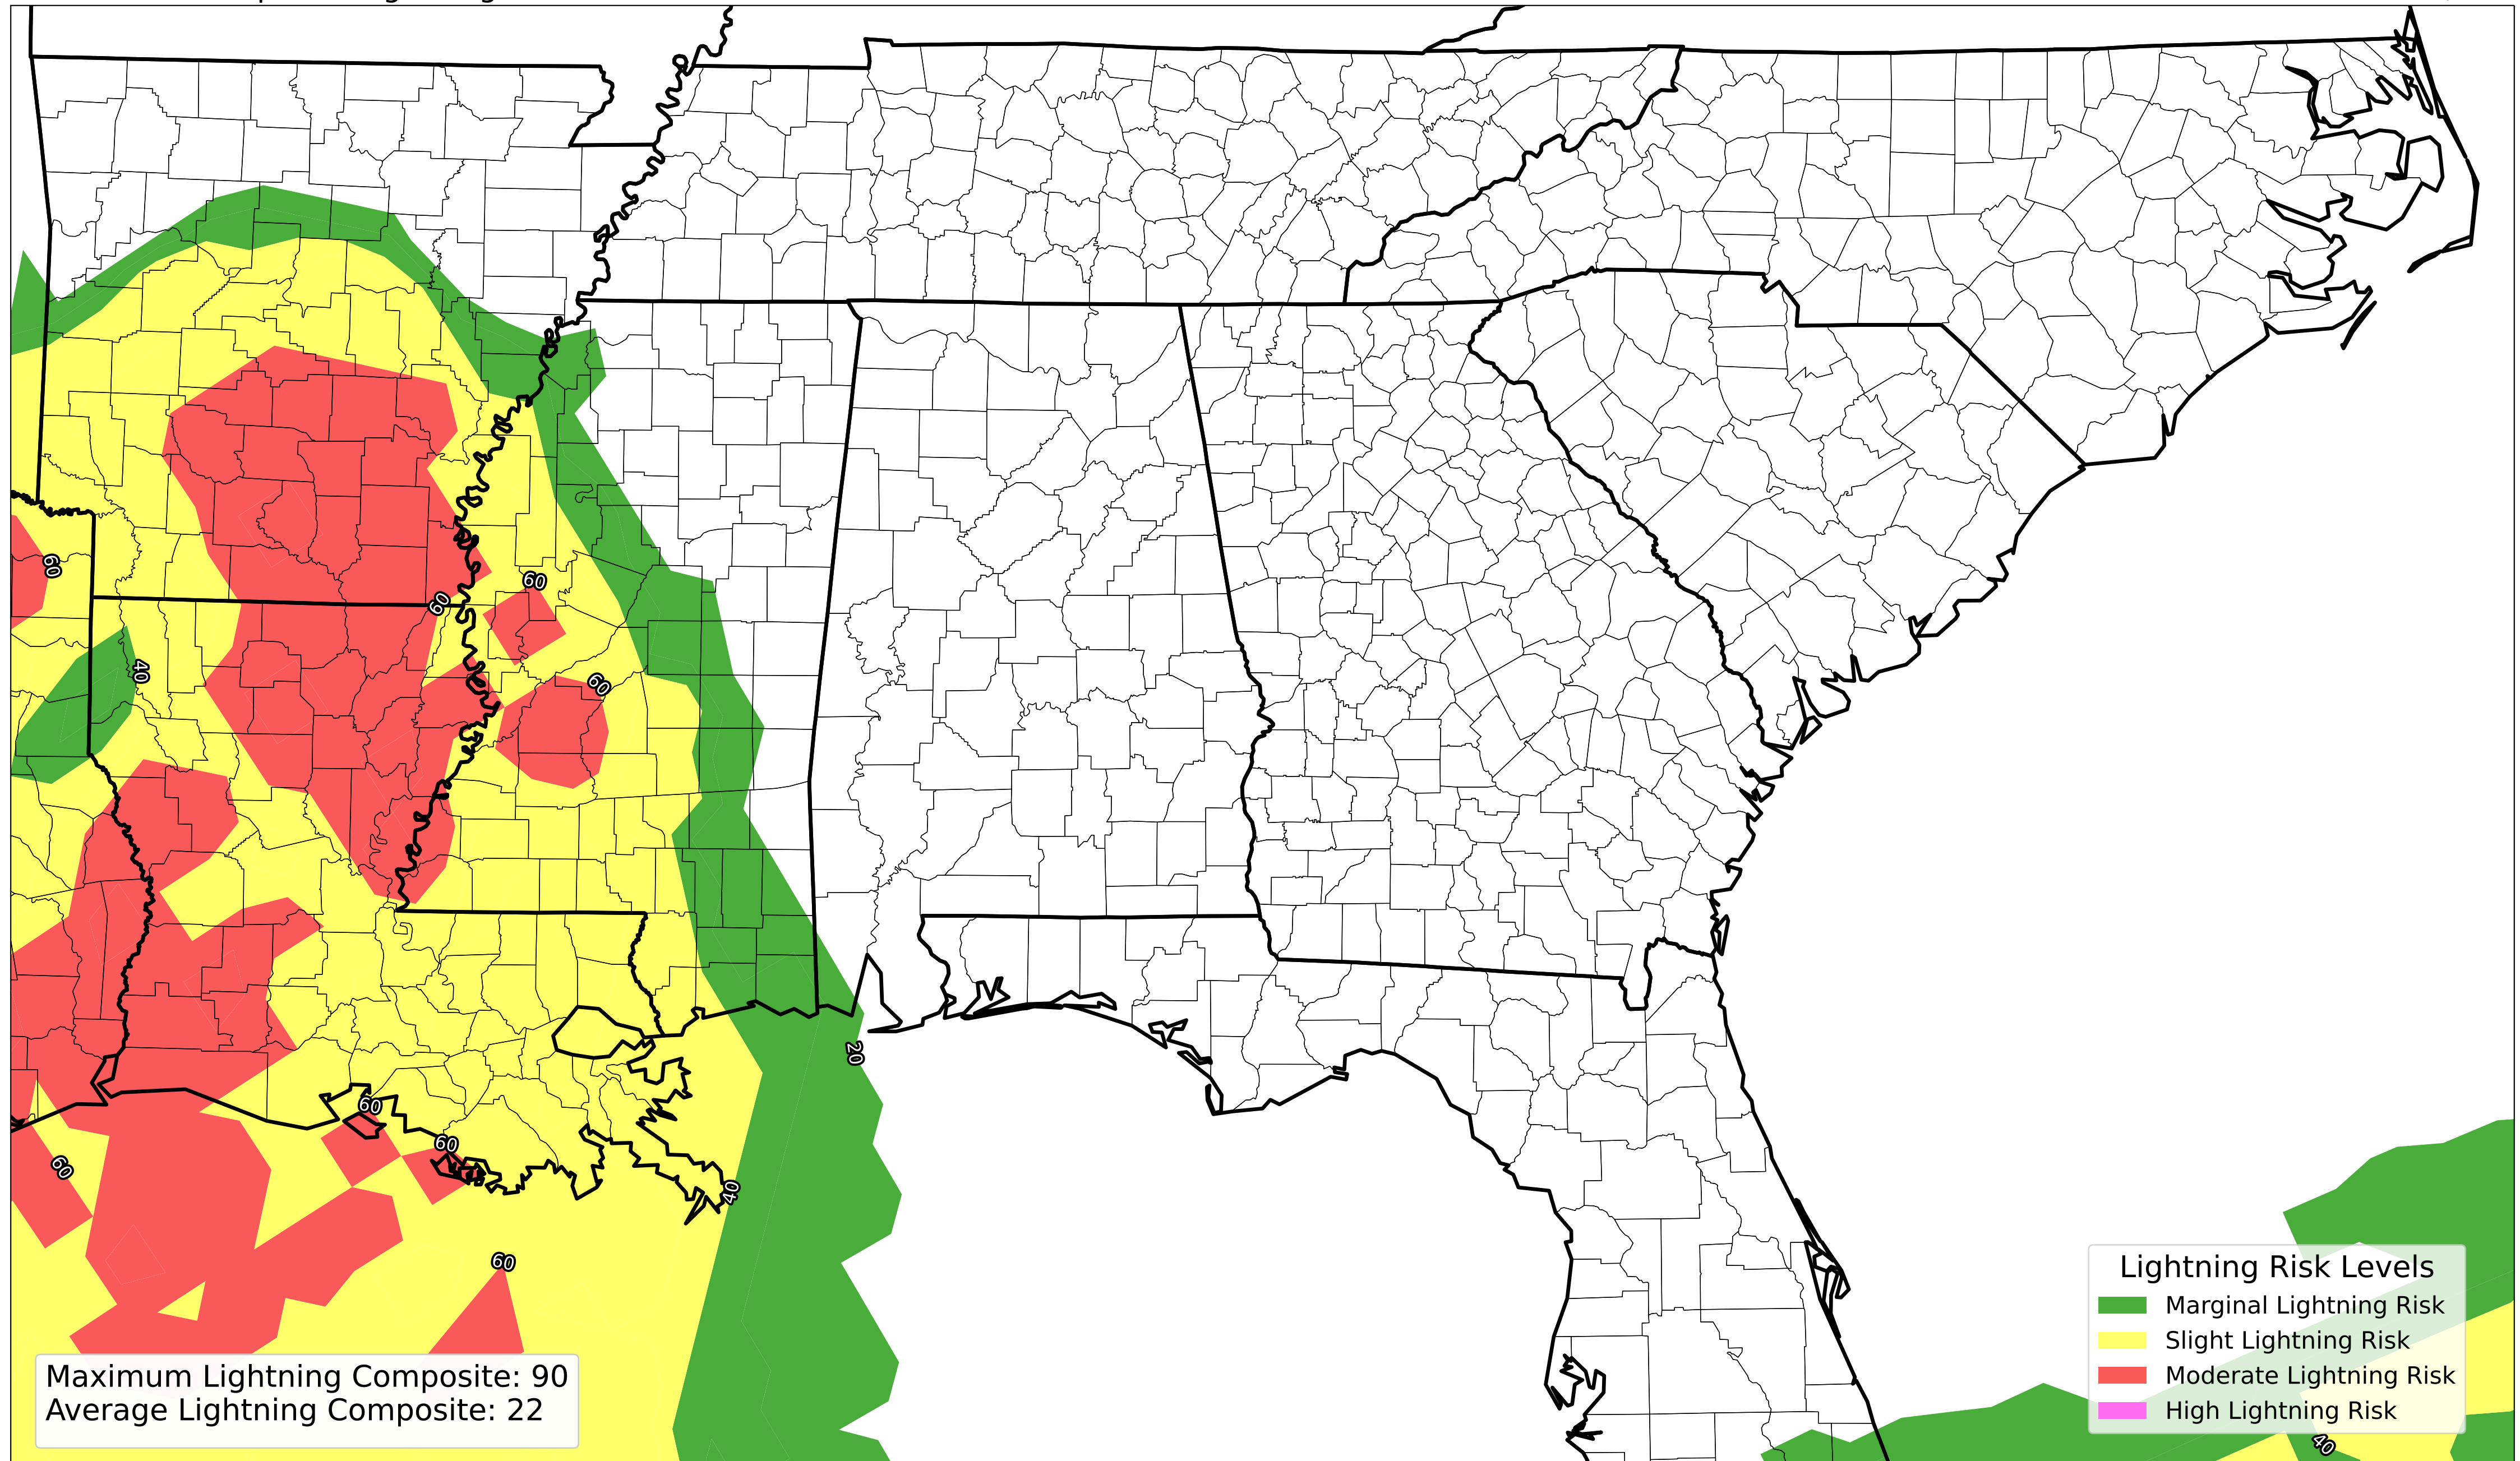 60
60
60
40
60
20
60
60
60
40
60
Lightning Risk Levels
Marginal Lightning Risk
Slight Lightning Risk
Moderate Lightning Risk
High Lightning Risk
Maximum Lightning Composite: 90
Average Lightning Composite: 22
40